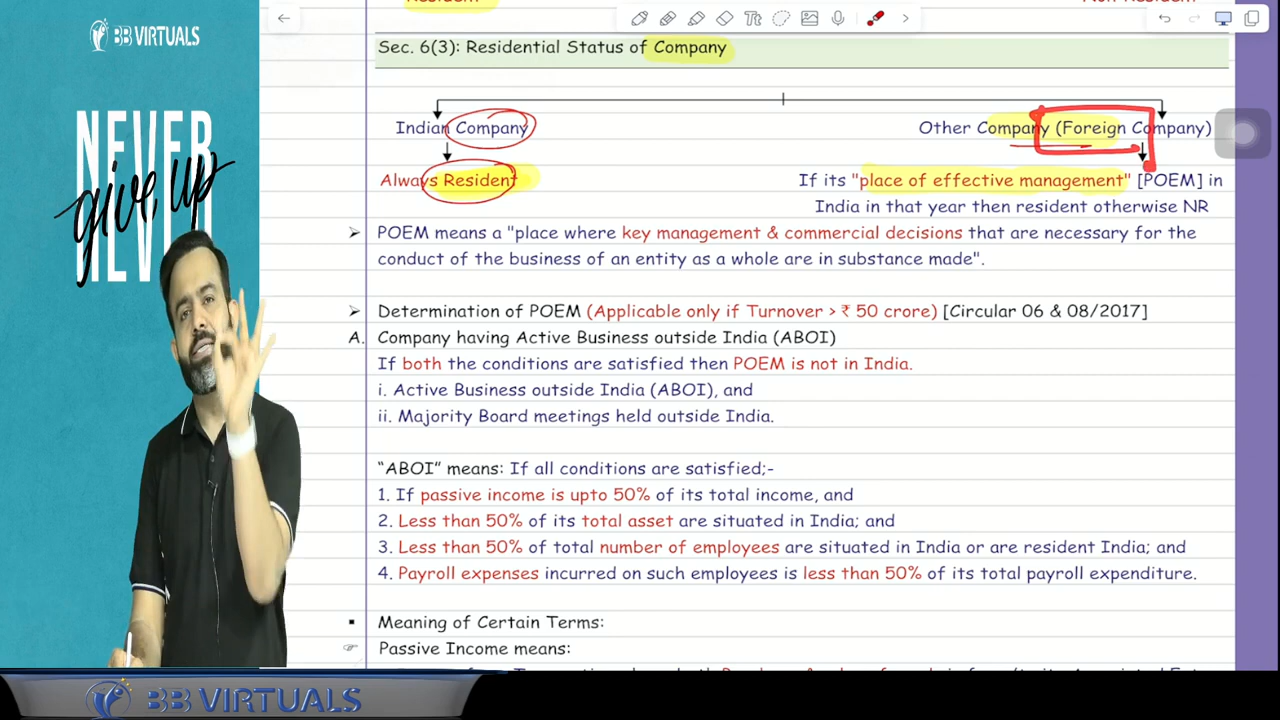 BB VIRTUALS
Sec. 6(3): Residential Status of Company
Indian Company
Other Company (Foreign Company)
Always Resident
If its "place of effective management" [POEM] in
India in that year then resident otherwise NR
NEVER
give up
NEVER
➢ POEM means a "place where key management & commercial decisions that are necessary for the
conduct of the business of an entity as a whole are in substance made".
➢ Determination of POEM (Applicable only if Turnover > ₹ 50 crore) [Circular 06 & 08/2017]
A. Company having Active Business outside India (ABOI)
If both the conditions are satisfied then POEM is not in India.
i. Active Business outside India (ABOI), and
ii. Majority Board meetings held outside India.
“ABOI” means: If all conditions are satisfied;-
1. If passive income is upto 50% of its total income, and
2. Less than 50% of its total asset are situated in India; and
3. Less than 50% of total number of employees are situated in India or are resident India; and
4. Payroll expenses incurred on such employees is less than 50% of its total payroll expenditure.
▪ Meaning of Certain Terms:
☞ Passive Income means:
BB VIRTUALS
BB VIRTUALS